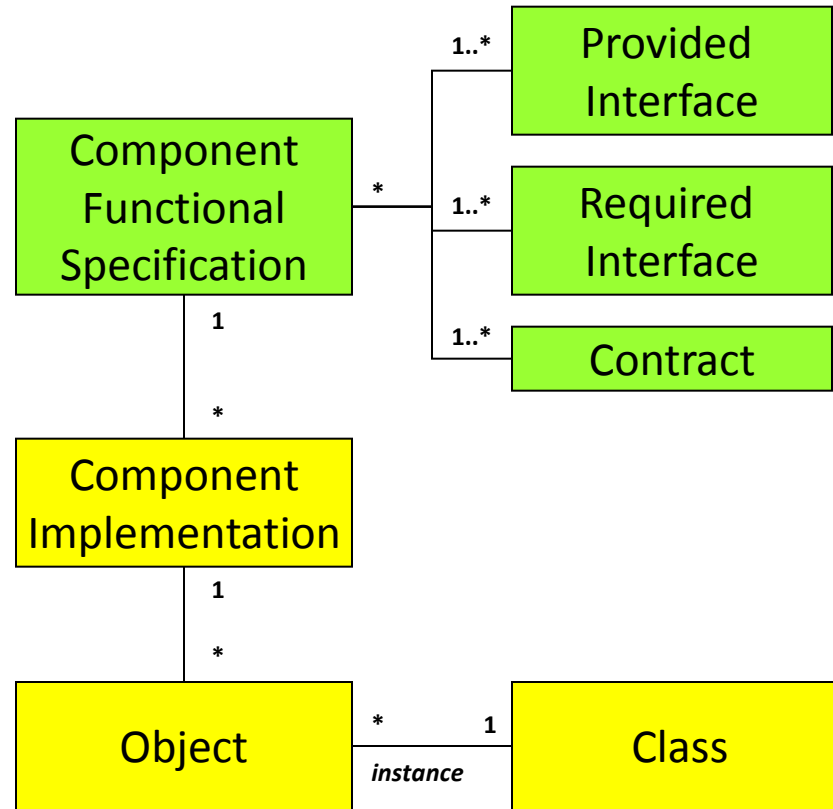 1..*
Provided
Interface
Component
Functional
Specification
*
1..*
Required
Interface
1
1..*
Contract
*
Component
Implementation
1
*
Object
*
1
instance
Class